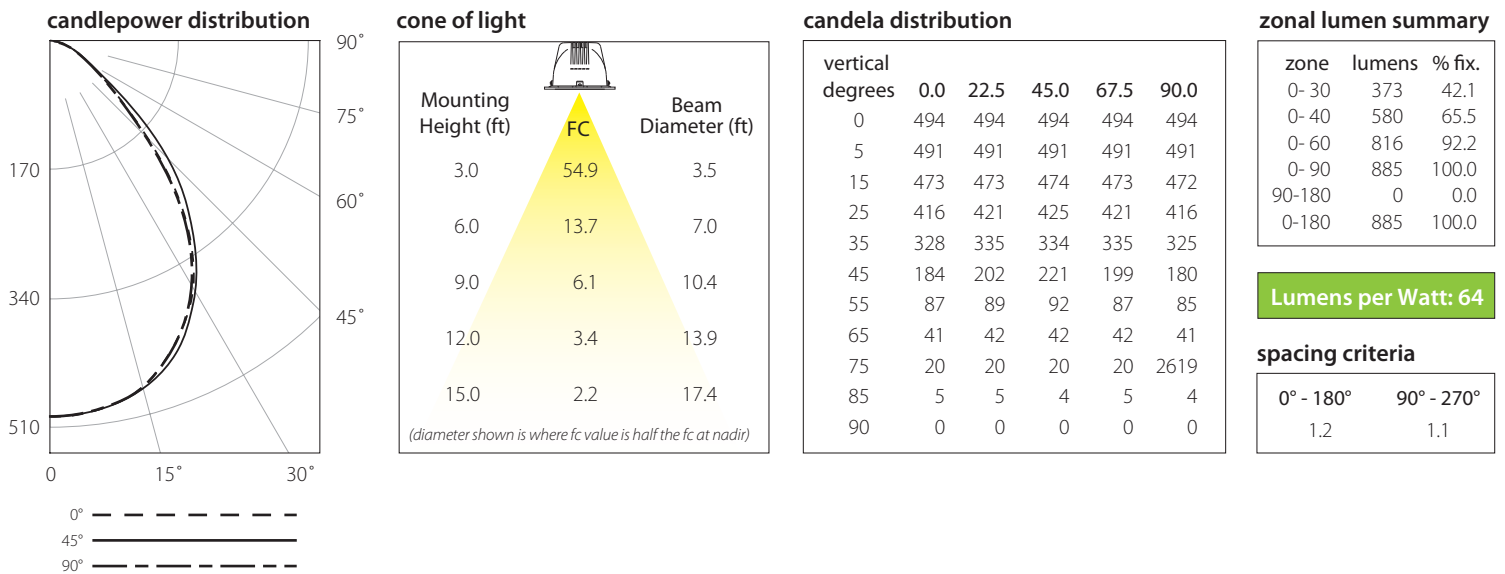 candlepower distribution
90˚
75˚
60˚
45˚
170
340
510
0 15˚ 30˚
0°
45°
90°
cone of light
Mounting Height (ft) FC Beam Diameter (ft)
3.0 54.9 3.5
6.0 13.7 7.0
9.0 6.1 10.4
12.0 3.4 13.9
15.0 2.2 17.4
(diameter shown is where fc value is half the fc at nadir)
candela distribution
vertical
degrees 0.0 22.5 45.0 67.5 90.0
0 494 494 494 494 494
5 491 491 491 491 491
15 473 473 474 473 472
25 416 421 425 421 416
35 328 335 334 335 325
45 184 202 221 199 180
55 87 89 92 87 85
65 41 42 42 42 41
75 20 20 20 20 2619
85 5 5 4 5 4
90 0 0 0 0 0
zonal lumen summary
zone lumens % fix.
0- 30 373 42.1
0- 40 580 65.5
0- 60 816 92.2
0- 90 885 100.0
90-180 0 0.0
0-180 885 100.0
Lumens per Watt: 64
spacing criteria
0° - 180° 90° - 270°
1.2 1.1